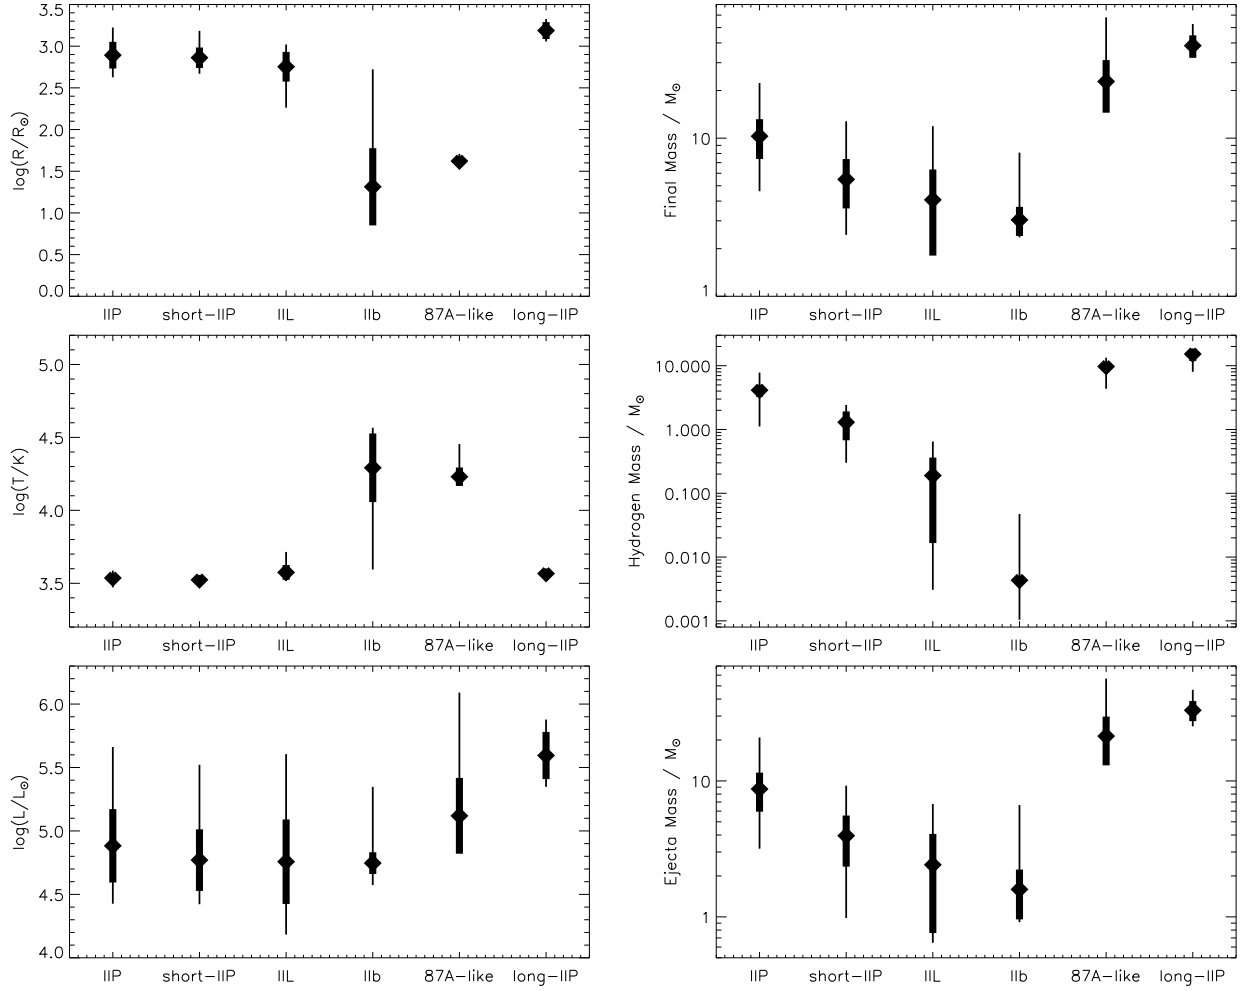 3.5
3.0
2.5
2.0
1.5
1.0
0.5
0.0
log(R/R⊙)
IIP short-IIP IIL IIb 87A-like long-IIP
10
1
Final Mass / M⊙
IIP short-IIP IIL IIb 87A-like long-IIP
5.0
4.5
4.0
3.5
log(T/K)
IIP short-IIP IIL IIb 87A-like long-IIP
10.000
1.000
0.100
0.010
0.001
Hydrogen Mass / M⊙
IIP short-IIP IIL IIb 87A-like long-IIP
6.0
5.5
5.0
4.5
4.0
log(L/L⊙)
IIP short-IIP IIL IIb 87A-like long-IIP
10
1
Ejecta Mass / M⊙
IIP short-IIP IIL IIb 87A-like long-IIP